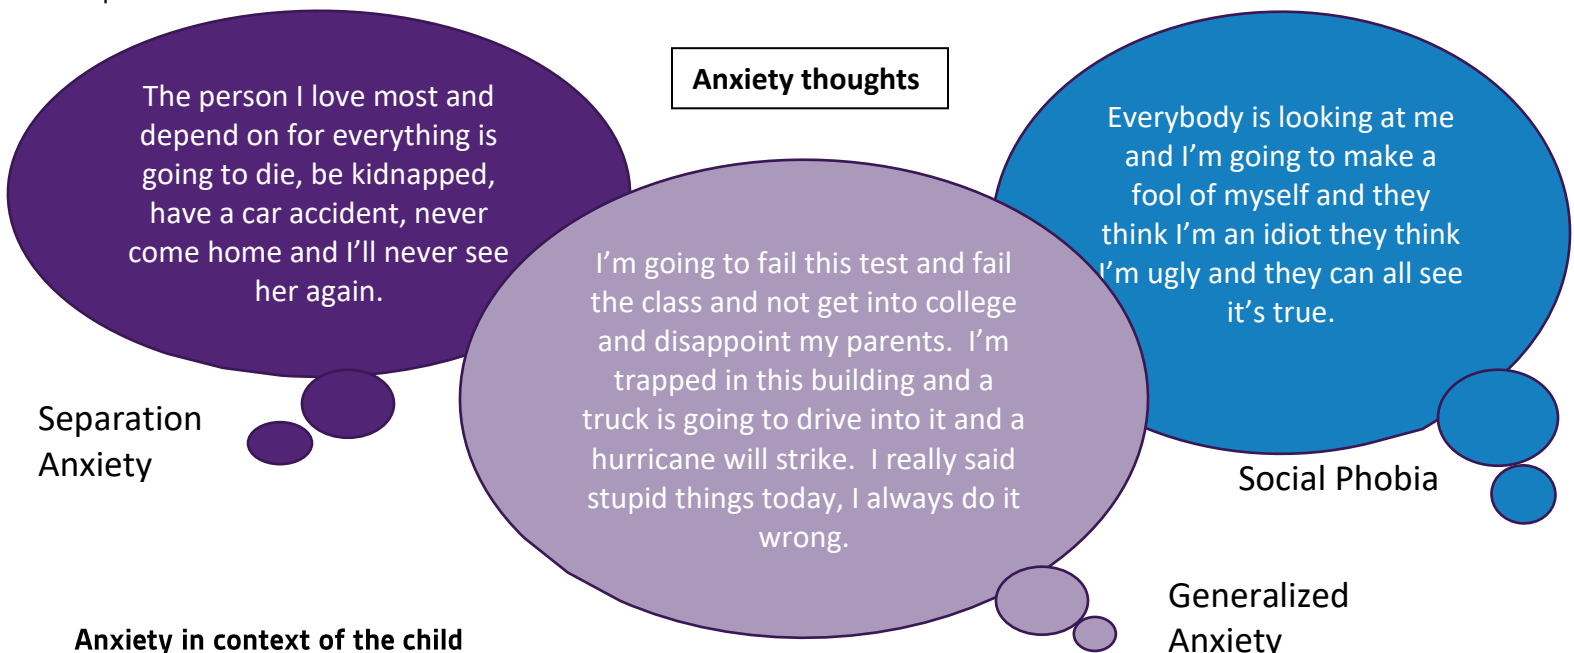 Anxiety thoughts
The person I love most and
depend on for everything is
going to die, be kidnapped,
have a car accident, never
come home and I’ll never see
her again.
Separation
Anxiety
I’m going to fail this test and fail
the class and not get into college
and disappoint my parents.  I’m
trapped in this building and a
truck is going to drive into it and a
hurricane will strike.  I really said
stupid things today, I always do it
wrong.
Generalized
Anxiety
Everybody is looking at me
and I’m going to make a
fool of myself and they
think I’m an idiot they think
I’m ugly and they can all see
it’s true.
Social Phobia
Anxiety in context of the child